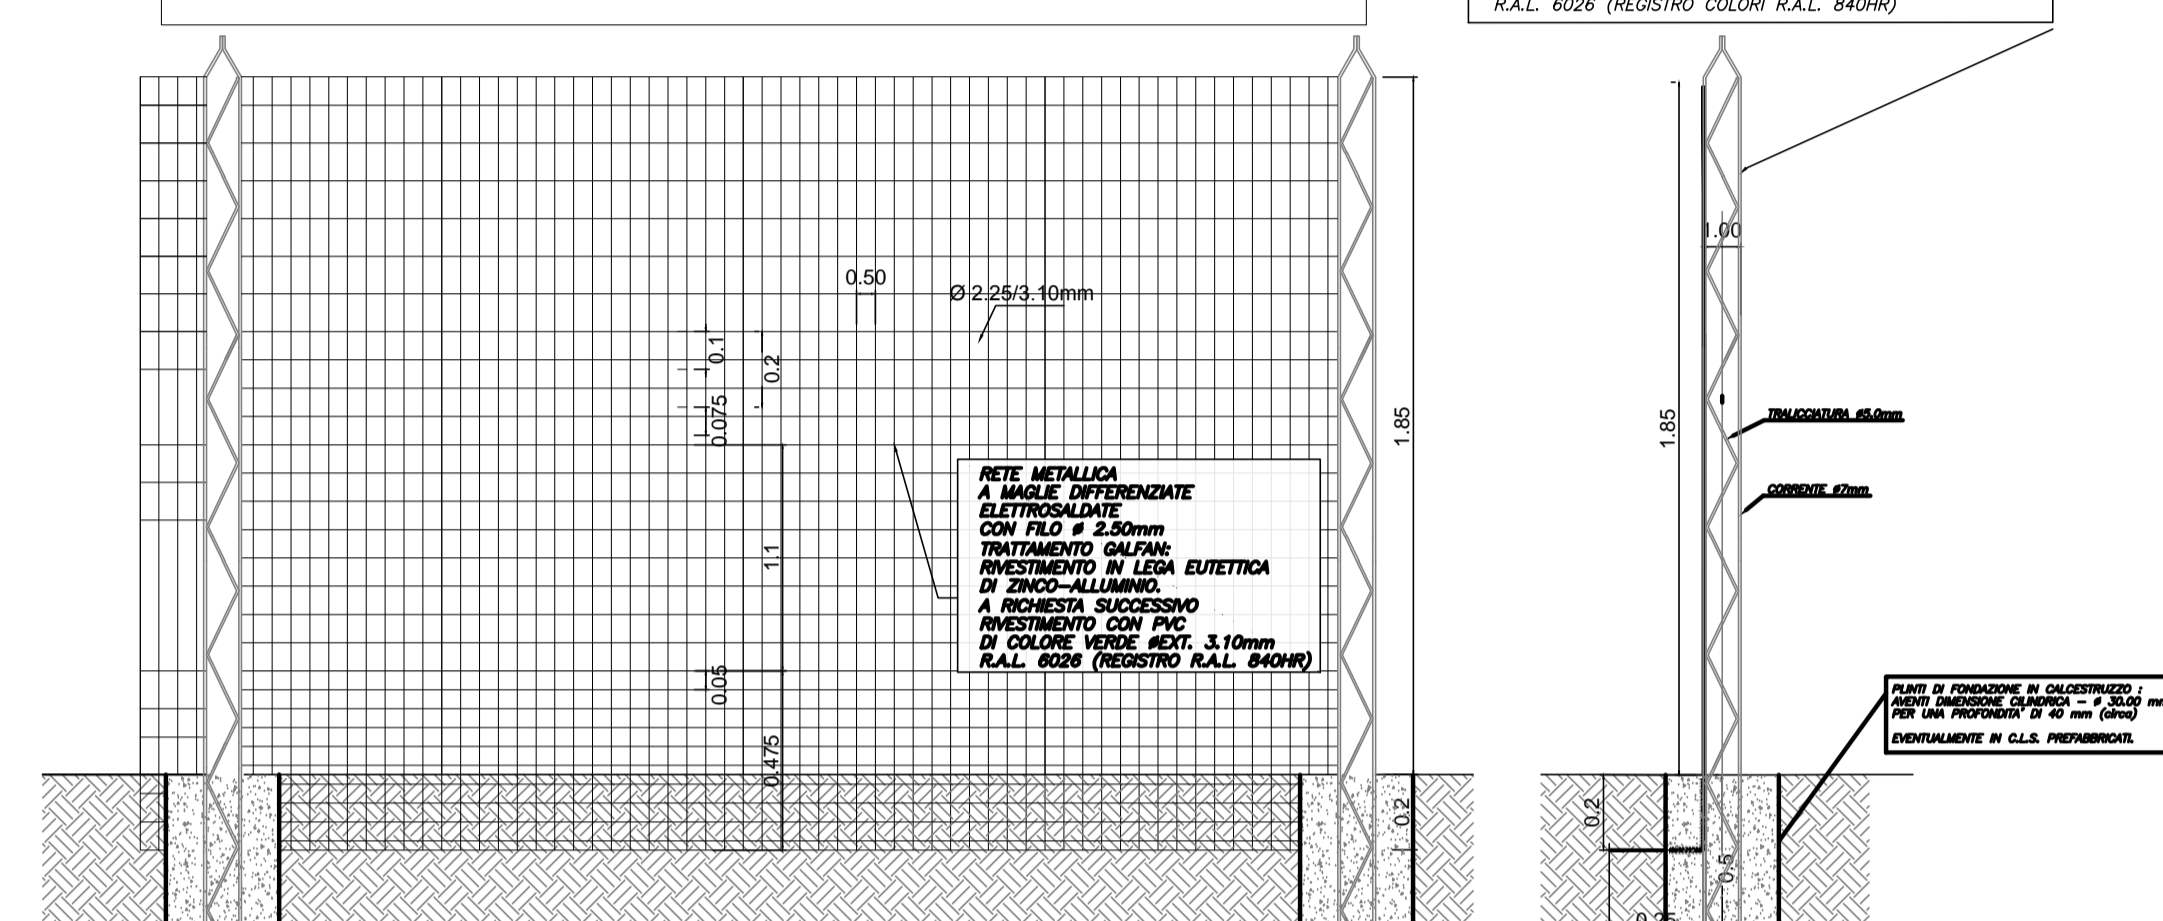 R.A.L. 6026 (REGISTRO COLORI R.A.L. 840HR)
1.00
0.50
Ø 2.25/3.10mm
0.1
0.2
0.075
1.85
1.85
TRALICCIATURA ø5.0mm
CORRENTE ø7mm
RETE METALLICA
A MAGLIE DIFFERENZIATE
ELETTROSALDATE
CON FILO ø 2.50mm
TRATTAMENTO GALFAN:
RIVESTIMENTO IN LEGA EUTETTICA
DI ZINCO-ALLUMINIO.
A RICHIESTA SUCCESSIVO
RIVESTIMENTO CON PVC
DI COLORE VERDE øEXT. 3.10mm
R.A.L. 6026 (REGISTRO R.A.L. 840HR)
1.1
0.05
0.475
PLINTI DI FONDAZIONE IN CALCESTRUZZO :
AVENTI DIMENSIONE CILINDRICA - ø 30.00 mm
PER UNA PROFONDITA' DI 40 mm (circa)
EVENTUALMENTE IN C.L.S. PREFABBRICATI.
0.2
0.2
0.5